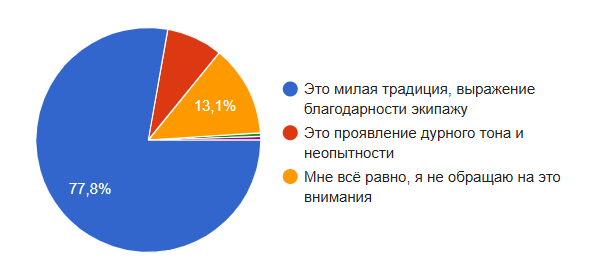 Это милая традиция, выражение
благодарности экипажу
13,1%
Это проявление дурного тона и
неопытности
Мне всё равно, я не обращаю на это
внимания
77,8%